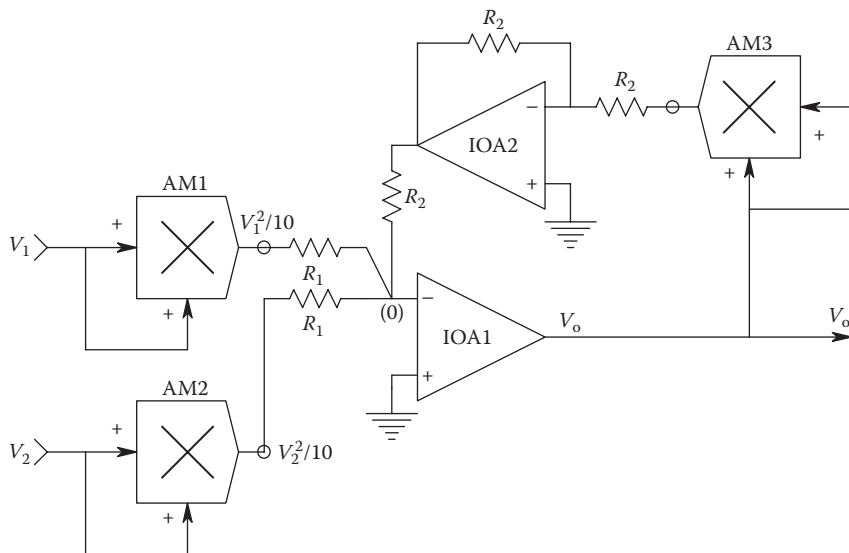 R2
AM3
R2
−
+
IOA2
+
+
R2
AM1
V1²/10
+
V1
R1
+
R1
(0)
−
IOA1
Vo
Vo
+
AM2
+
V2
V2²/10
+